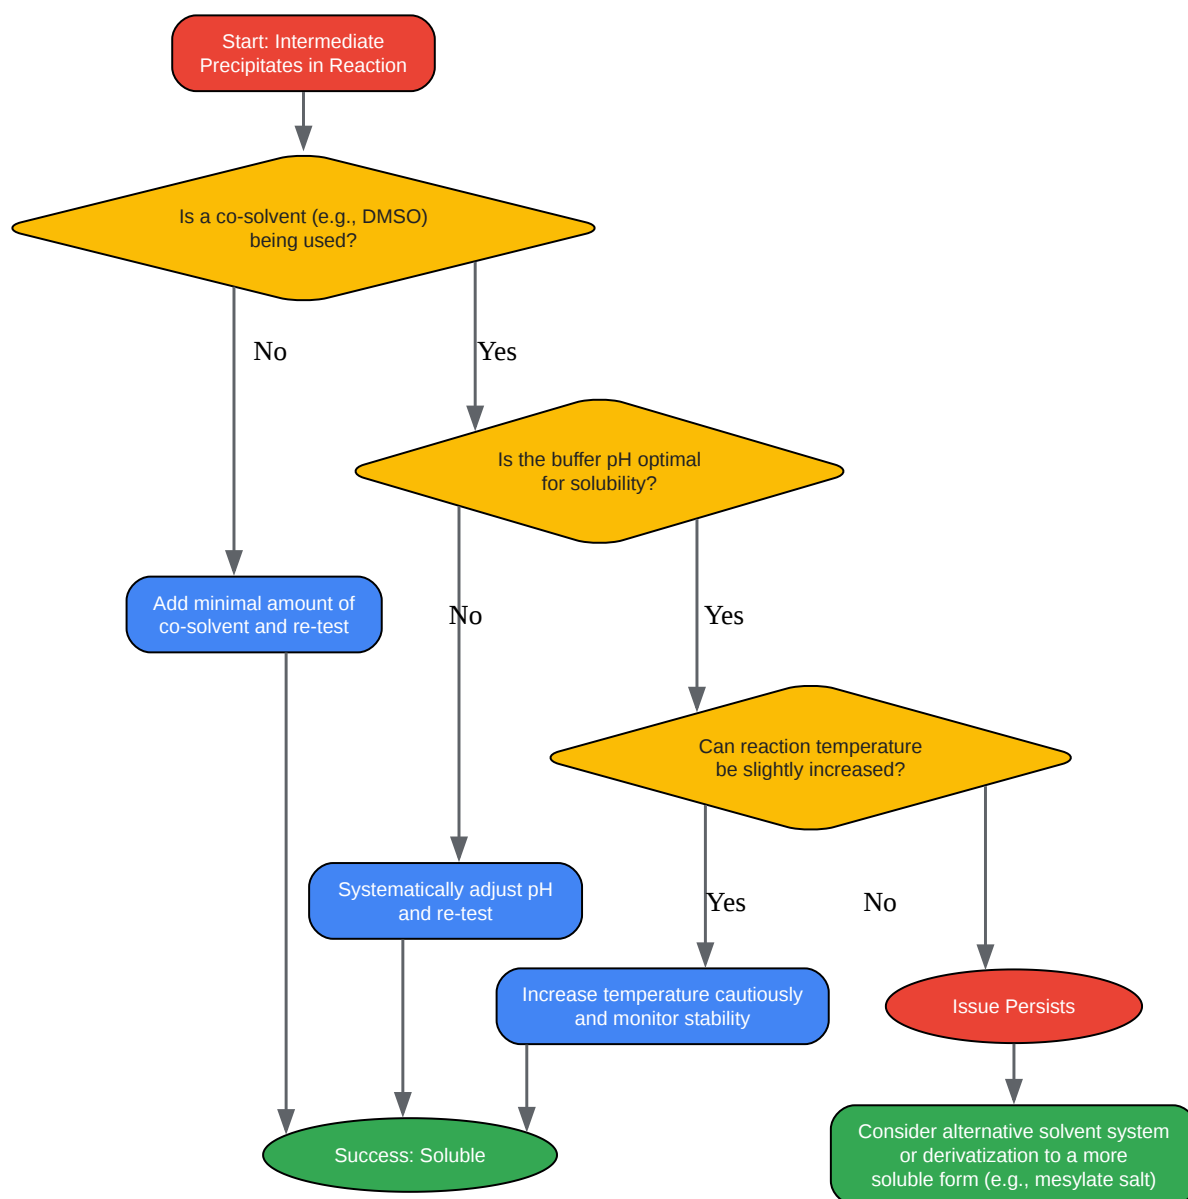 Start: Intermediate
Precipitates in Reaction
Is a co-solvent (e.g., DMSO)
being used?
No
Yes
Is the buffer pH optimal
for solubility?
Add minimal amount of
co-solvent and re-test
No
Yes
Can reaction temperature
be slightly increased?
Systematically adjust pH
and re-test
Yes
No
Increase temperature cautiously
and monitor stability
Issue Persists
Success: Soluble
Consider alternative solvent system
or derivatization to a more
soluble form (e.g., mesylate salt)